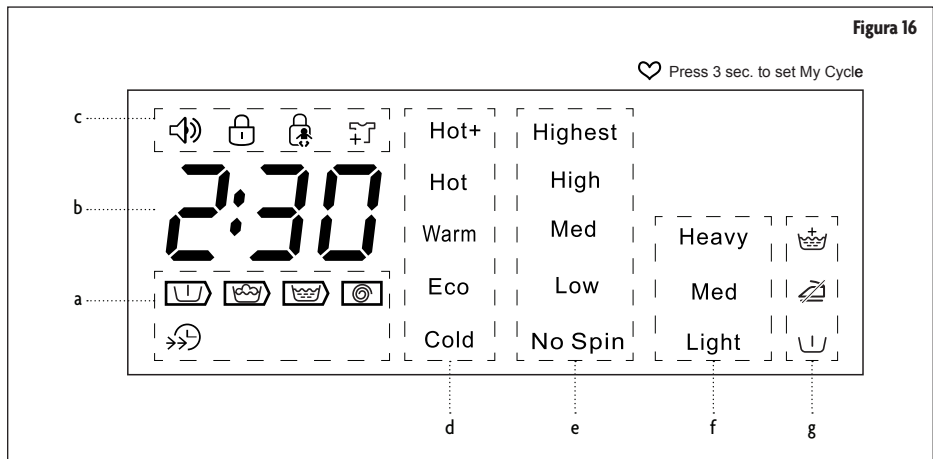 Figura 16
Press 3 sec. to set My Cycle
c
Hot+ Highest
b
2:30
Hot High
Warm Med
Heavy
a
Eco Low
Med
Cold No Spin
Light
d e f g